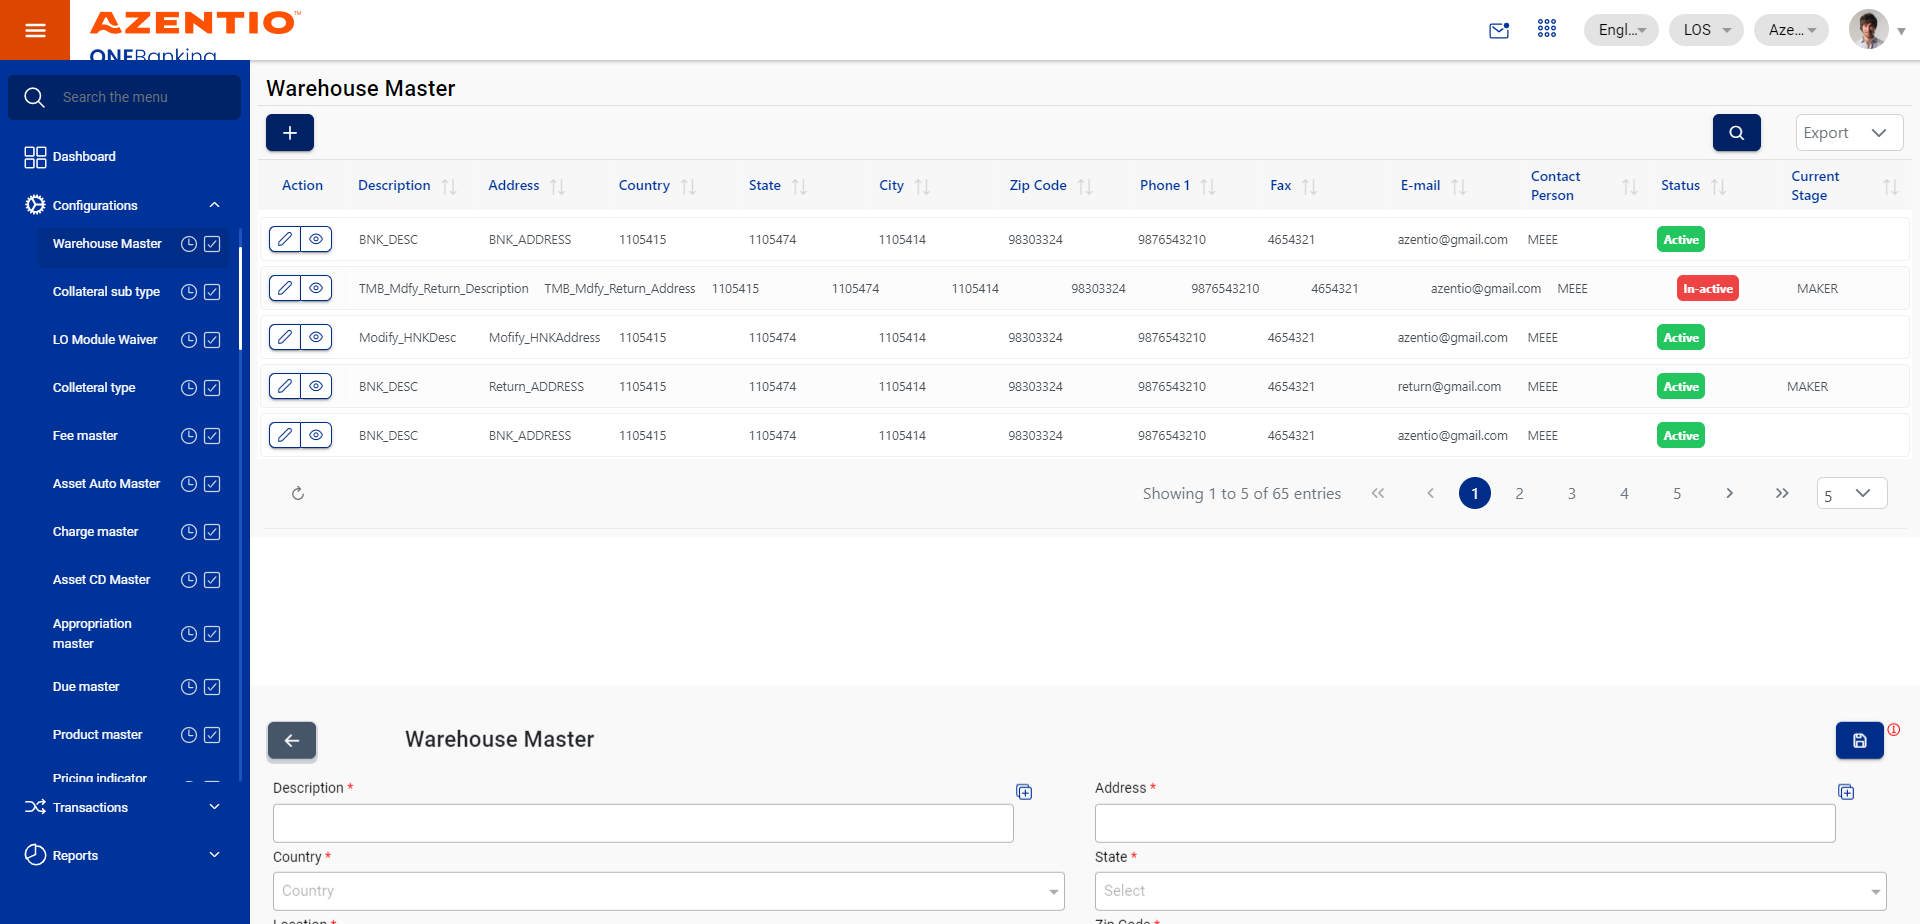 AZENTIO™
ONEBanking
Engl...
LOS
Aze...
Search the menu
Dashboard
Configurations
Warehouse Master
Collateral sub type
LO Module Waiver
Colleteral type
Fee master
Asset Auto Master
Charge master
Asset CD Master
Appropriation
master
Due master
Product master
Pricing indicator
Transactions
Reports
Warehouse Master
Export
Action Description Address Country State City Zip Code Phone 1 Fax E-mail Contact Person Status Current Stage
BNK_DESC BNK_ADDRESS 1105415 1105474 1105414 98303324 9876543210 4654321 azentio@gmail.com MEEE Active
TMB_Mdfy_Return_Description TMB_Mdfy_Return_Address 1105415 1105474 1105414 98303324 9876543210 4654321 azentio@gmail.com MEEE In-active MAKER
Modify_HNKDesc Mofify_HNKAddress 1105415 1105474 1105414 98303324 9876543210 4654321 azentio@gmail.com MEEE Active
BNK_DESC Return_ADDRESS 1105415 1105474 1105414 98303324 9876543210 4654321 return@gmail.com MEEE Active MAKER
BNK_DESC BNK_ADDRESS 1105415 1105474 1105414 98303324 9876543210 4654321 azentio@gmail.com MEEE Active
Showing 1 to 5 of 65 entries 1 2 3 4 5 5
Warehouse Master
Description * Address *
Country * State *
Country Select
Location * Zip Code *